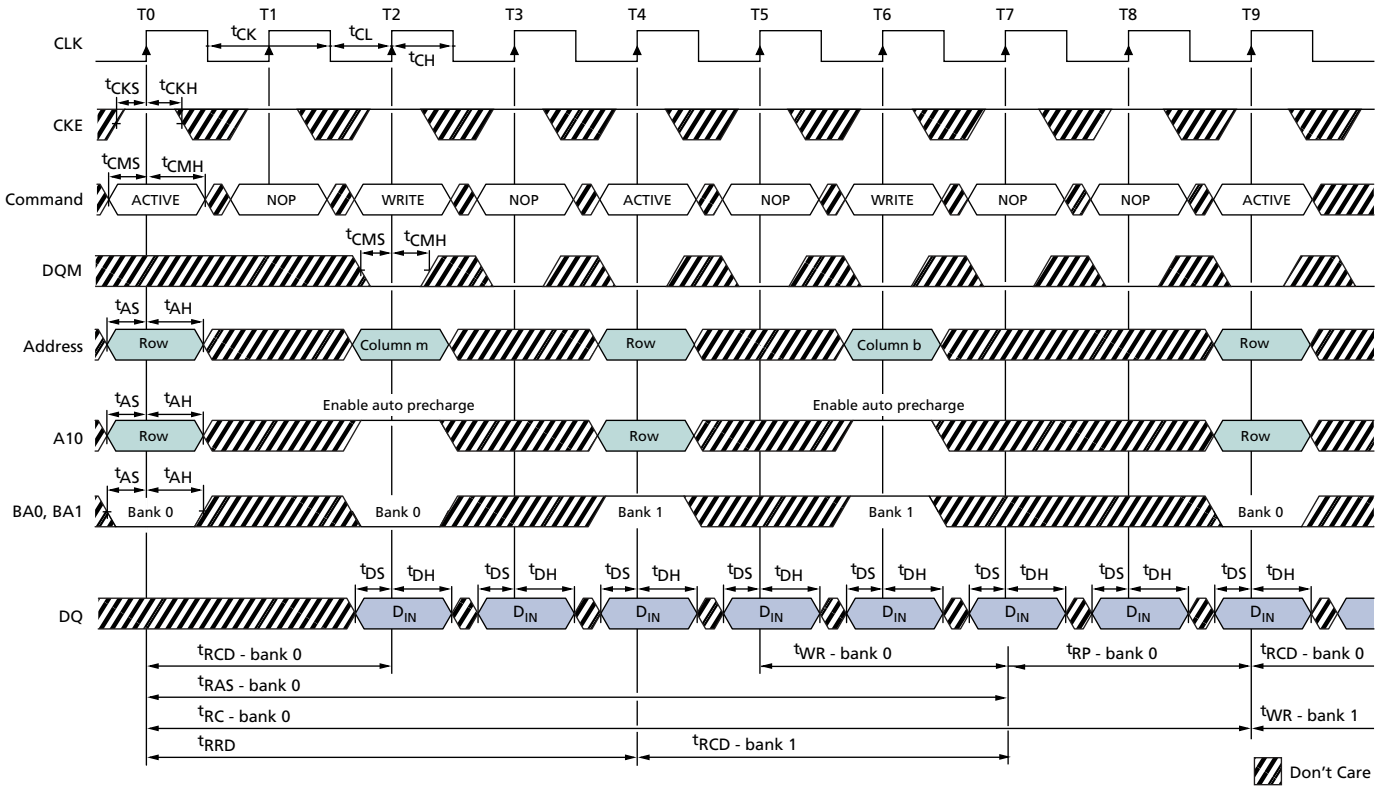 T0 T1 T2 T3 T4 T5 T6 T7 T8 T9
CLK tCK tCL tCH
tCKS tCKH
CKE
tCMS tCMH
Command ACTIVE NOP WRITE NOP ACTIVE NOP WRITE NOP NOP ACTIVE
tCMS tCMH
DQM
tAS tAH
Address Row Column m Row Column b Row
tAS tAH Enable auto precharge Enable auto precharge
A10 Row Row Row
tAS tAH
BA0, BA1 Bank 0 Bank 0 Bank 1 Bank 1 Bank 0
tDS tDH tDS tDH tDS tDH tDS tDH tDS tDH tDS tDH tDS tDH tDS tDH
DQ DIN DIN DIN DIN DIN DIN DIN DIN
tRCD - bank 0 tWR - bank 0 tRP - bank 0 tRCD - bank 0
tRAS - bank 0
tRC - bank 0 tWR - bank 1
tRRD tRCD - bank 1
Don't Care